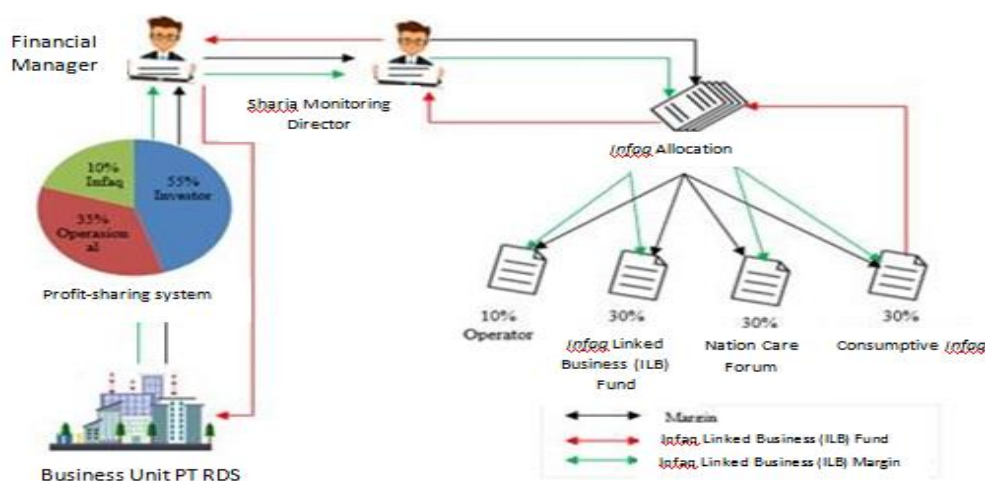 Financial
Manager
Sharia Monitoring
Director
Infaq Allocation
10%
Infaq
55%
Investor
35%
Operasion
al
Profit-sharing system
10%
Operator
30%
Infaq Linked
Business (ILB)
Fund
30%
Nation Care
Forum
30%
Consumptive Infaq
Margin
Infaq Linked Business (ILB) Fund
Infaq Linked Business (ILB) Margin
Business Unit PT RDS